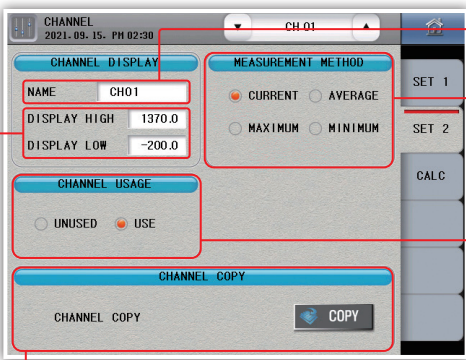 CHANNEL
2021. 09. 15. PM 02:30
CH 01
CHANNEL DISPLAY
NAME CH01
DISPLAY HIGH 1370.0
DISPLAY LOW -200.0
MEASUREMENT METHOD
CURRENT AVERAGE
MAXIMUM MINIMUM
CHANNEL USAGE
UNUSED USE
CHANNEL COPY
CHANNEL COPY COPY
SET 1
SET 2
CALC